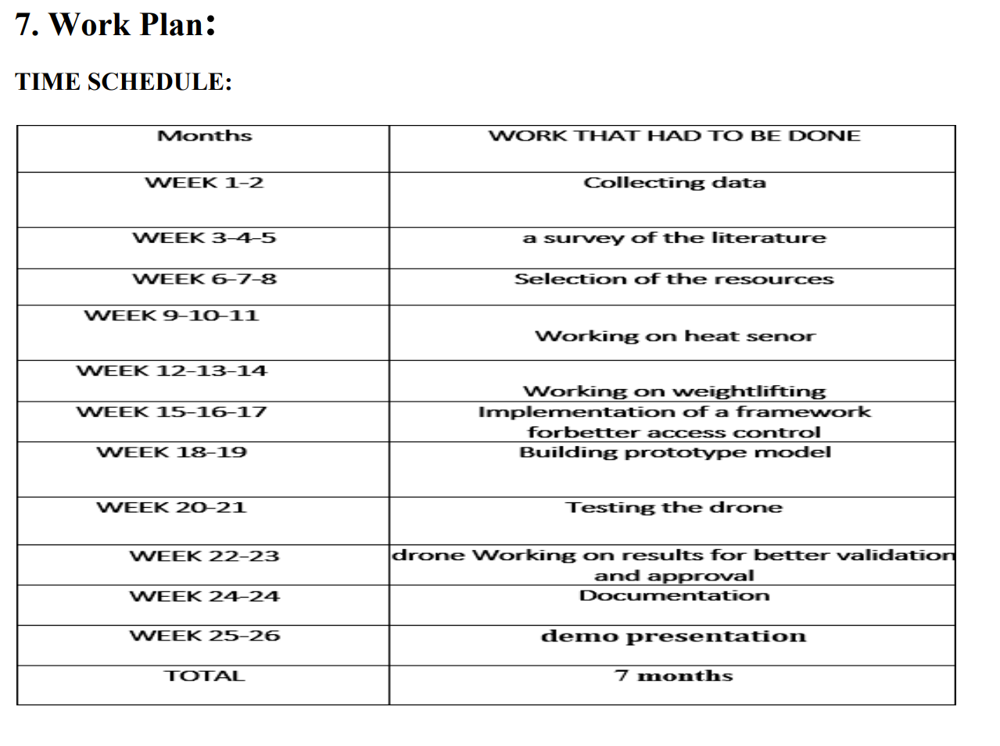 7. Work Plan:
TIME SCHEDULE:
Months
WORK THAT HAD TO BE DONE
WEEK 1-2
Collecting data
WEEK 3-4-5
a survey of the literature
WEEK 6-7-8
Selection of the resources
WEEK 9-10-11
Working on heat senor
WEEK 12-13-14
Working on weightlifting
WEEK 15-16-17
Implementation of a framework
forbetter access control
WEEK 18-19
Building prototype model
WEEK 20-21
Testing the drone
WEEK 22-23
drone Working on results for better validation
and approval
WEEK 24-24
Documentation
WEEK 25-26
demo presentation
TOTAL
7 months